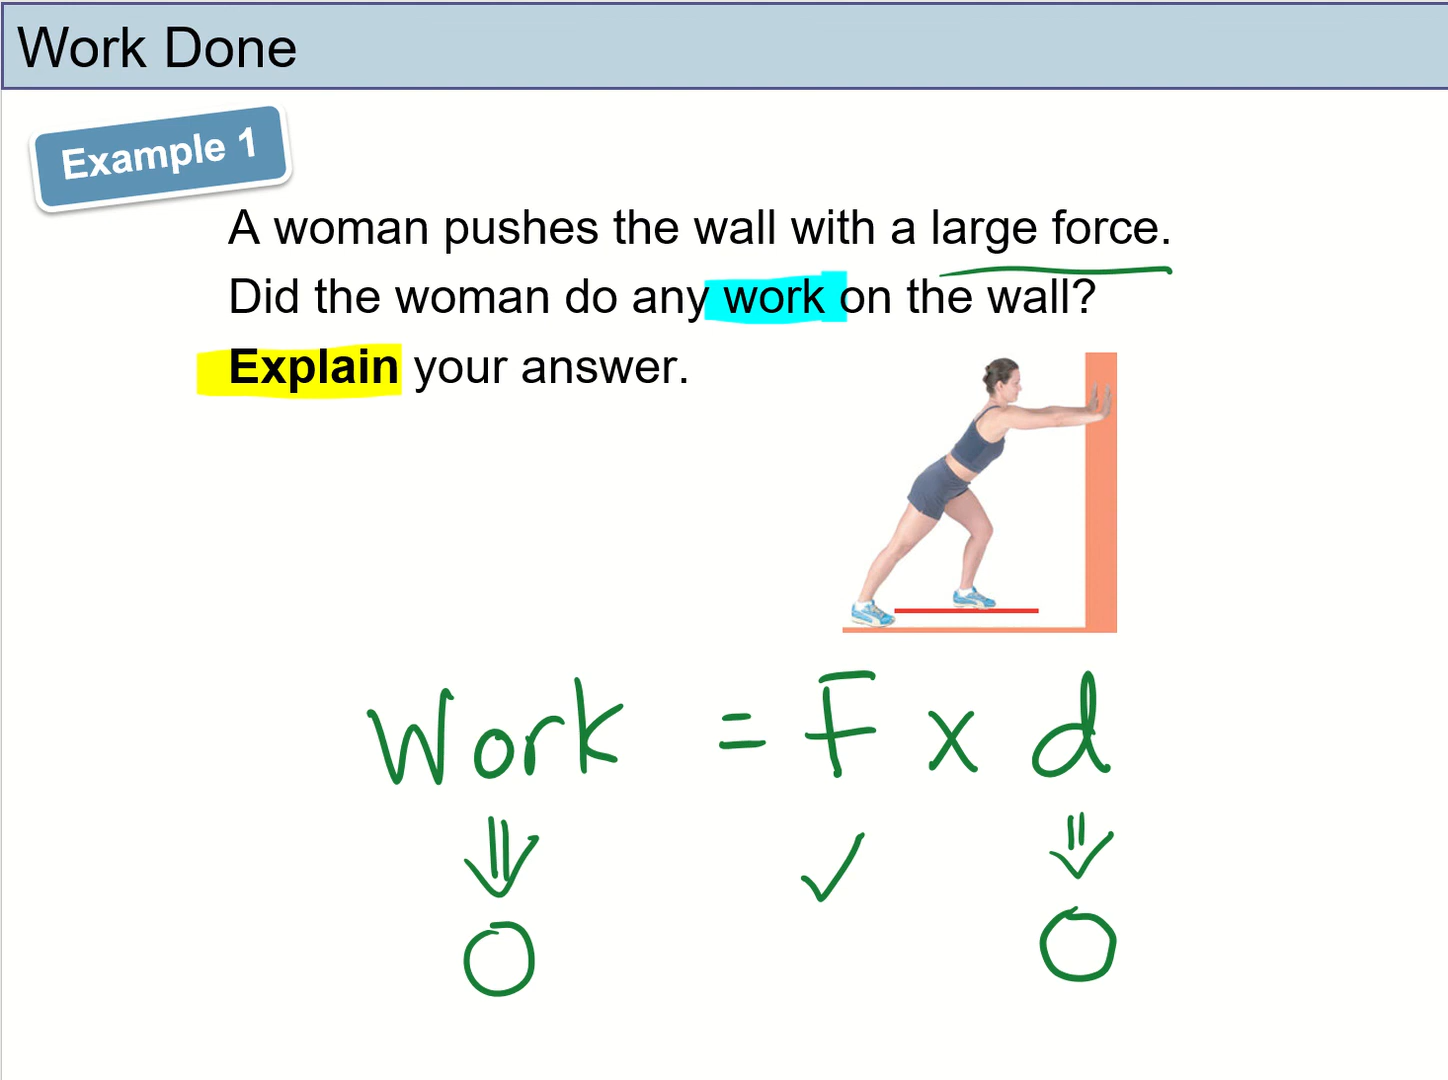 Work Done
Example 1
A woman pushes the wall with a large force.
Did the woman do any work on the wall?
Explain your answer.
Work = F x d
⇓ ✓ ⇓
0 0